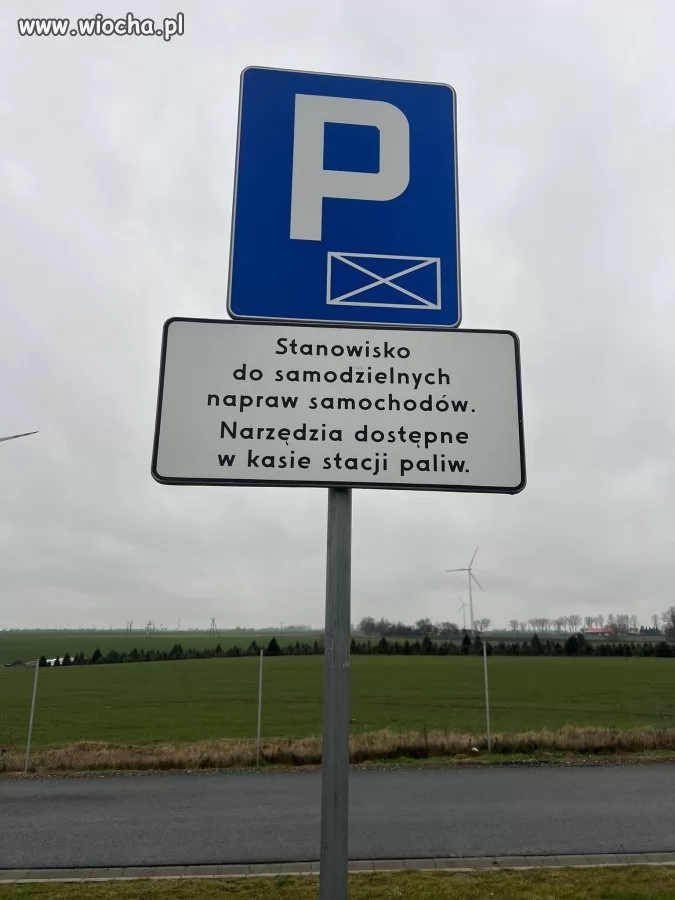 www.wiocha.pl
P
Stanowisko
do samodzielnych
napraw samochodów.
Narzędzia dostępne
w kasie stacji paliw.